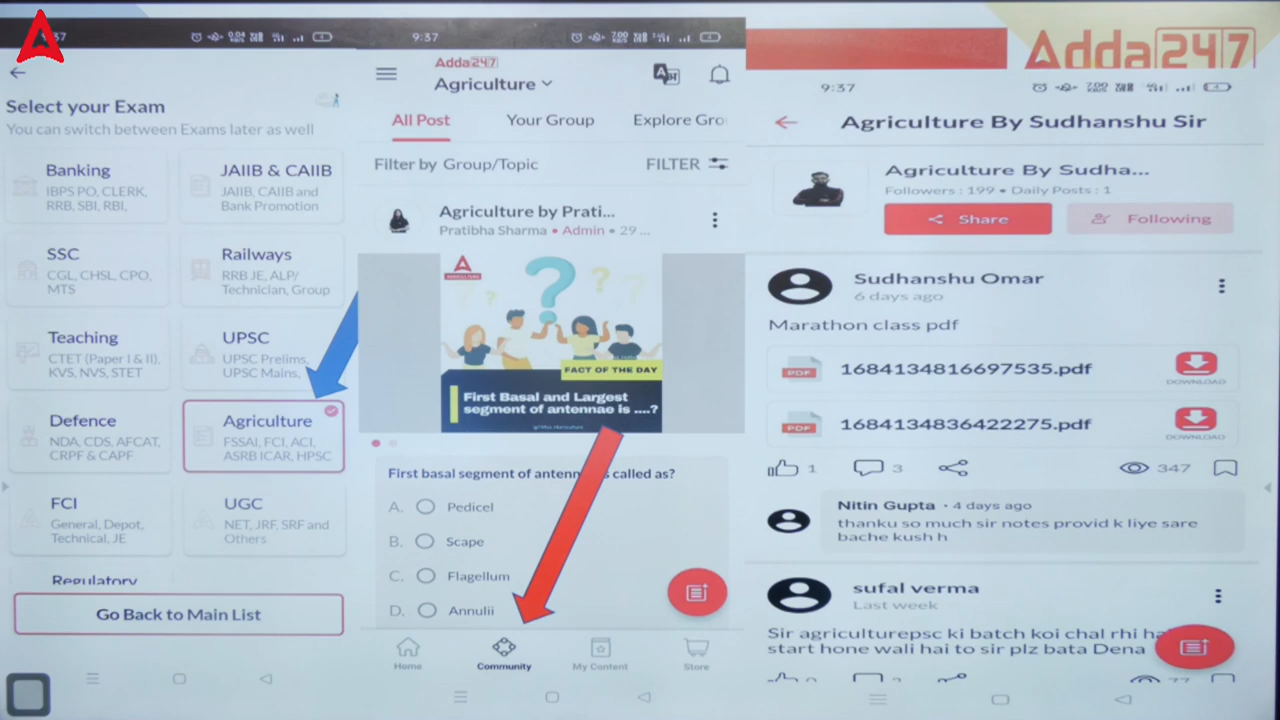 9:37
Select your Exam
You can switch between Exams later as well
Banking
IBPS PO, CLERK,
RRB, SBI, RBI,
JAIIB & CAIIB
JAIIB, CAIIB and
Bank Promotion
SSC
CGL, CHSL, CPO,
MTS
Railways
RRB JE, ALP/
Technician, Group
Teaching
CTET (Paper I & II),
KVS, NVS, STET
UPSC
UPSC Prelims,
UPSC Mains,
Defence
NDA, CDS, AFCAT,
CRPF & CAPF
Agriculture
FSSAI, FCI, ACI,
ASRB ICAR, HPSC
FCI
General, Depot,
Technical, JE
UGC
NET, JRF, SRF and
Others
Regulatory
Go Back to Main List
9:37
Adda247
Agriculture
All Post Your Group Explore Gro
Filter by Group/Topic FILTER
Agriculture by Prati...
Pratibha Sharma • Admin • 29 ...
FACT OF THE DAY
First Basal and Largest
segment of antennae is ....?
First basal segment of antenn is called as?
A. Pedicel
B. Scape
C. Flagellum
D. Annulii
Home Community My Content Store
Adda247
9:37
Agriculture By Sudhanshu Sir
Agriculture By Sudha...
Followers : 199 • Daily Posts : 1
Share Following
Sudhanshu Omar
6 days ago
Marathon class pdf
PDF 1684134816697535.pdf DOWNLOAD
PDF 1684134836422275.pdf DOWNLOAD
1 3 347
Nitin Gupta · 4 days ago
thanku so much sir notes provid k liye sare
bache kush h
sufal verma
Last week
Sir agriculturepsc ki batch koi chal rhi ha
start hone wali hai to sir plz bata Dena